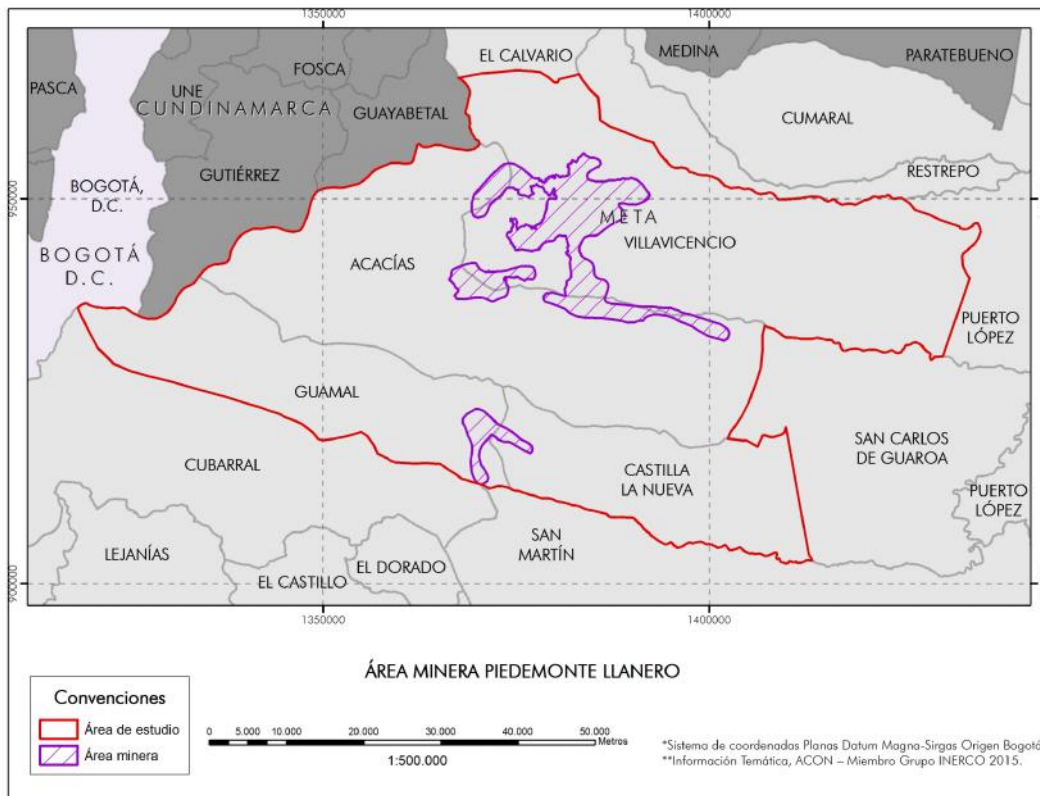 1350000
1400000
EL CALVARIO
MEDINA
PARATEBUENO
FOSCA
PASCA
UNE
CUNDINAMARCA
GUAYABETAL
CUMARAL
GUTIÉRREZ
RESTREPO
BOGOTÁ,
D.C.
950000
950000
META
VILLAVICENCIO
BOGOTÁ
D.C.
ACACÍAS
PUERTO
LÓPEZ
GUAMAL
CUBARRAL
SAN CARLOS
DE GUAROA
CASTILLA
LA NUEVA
PUERTO
LÓPEZ
LEJANÍAS
SAN
MARTÍN
EL DORADO
EL CASTILLO
900000
900000
1350000
1400000
ÁREA MINERA PIEDEMONTE LLANERO
Convenciones
Área de estudio
Área minera
0 5.000 10.000 20.000 30.000 40.000 50.000
Metros
1:500.000
*Sistema de coordenadas Planas Datum Magna-Sirgas Origen Bogotá
**Información Temática, ACON – Miembro Grupo INERCO 2015.